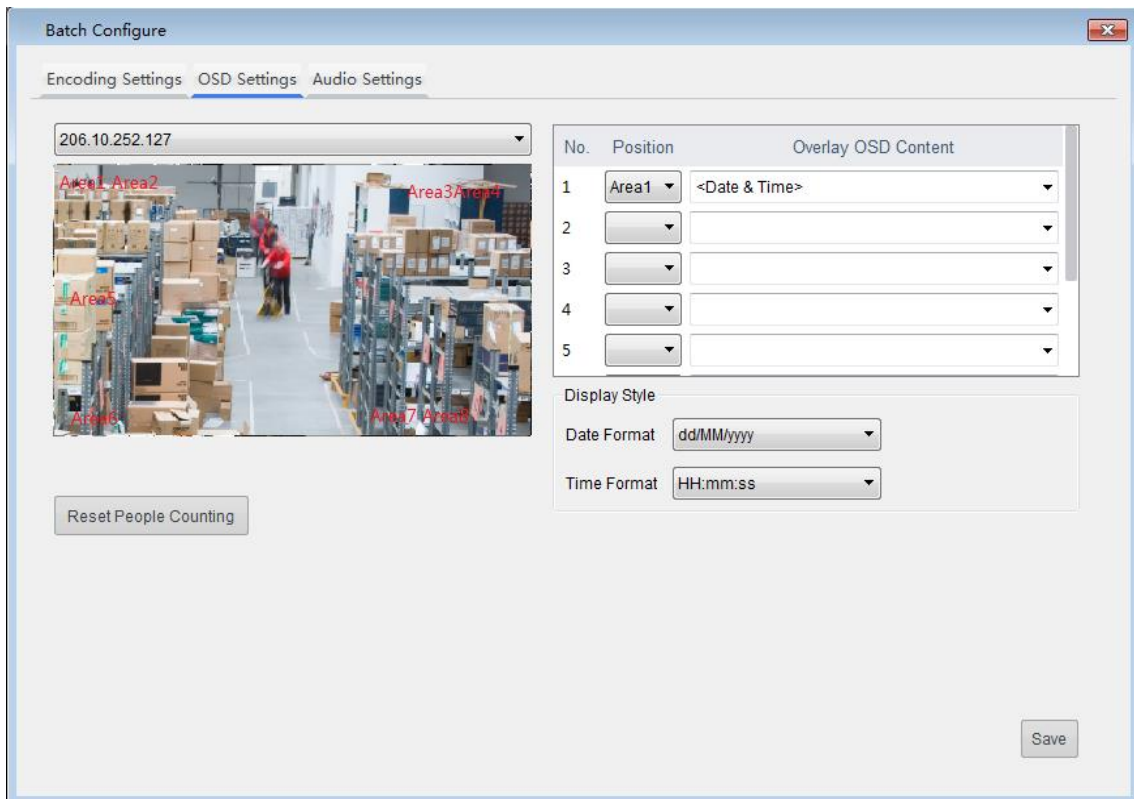 Batch Configure
Encoding Settings OSD Settings Audio Settings
206.10.252.127
Area1 Area2
Area3Area4
Area5
Area6
Area7 Area8
Reset People Counting
No. Position Overlay OSD Content
1 Area1 <Date & Time>
2
3
4
5
Display Style
Date Format dd/MM/yyyy
Time Format HH:mm:ss
Save